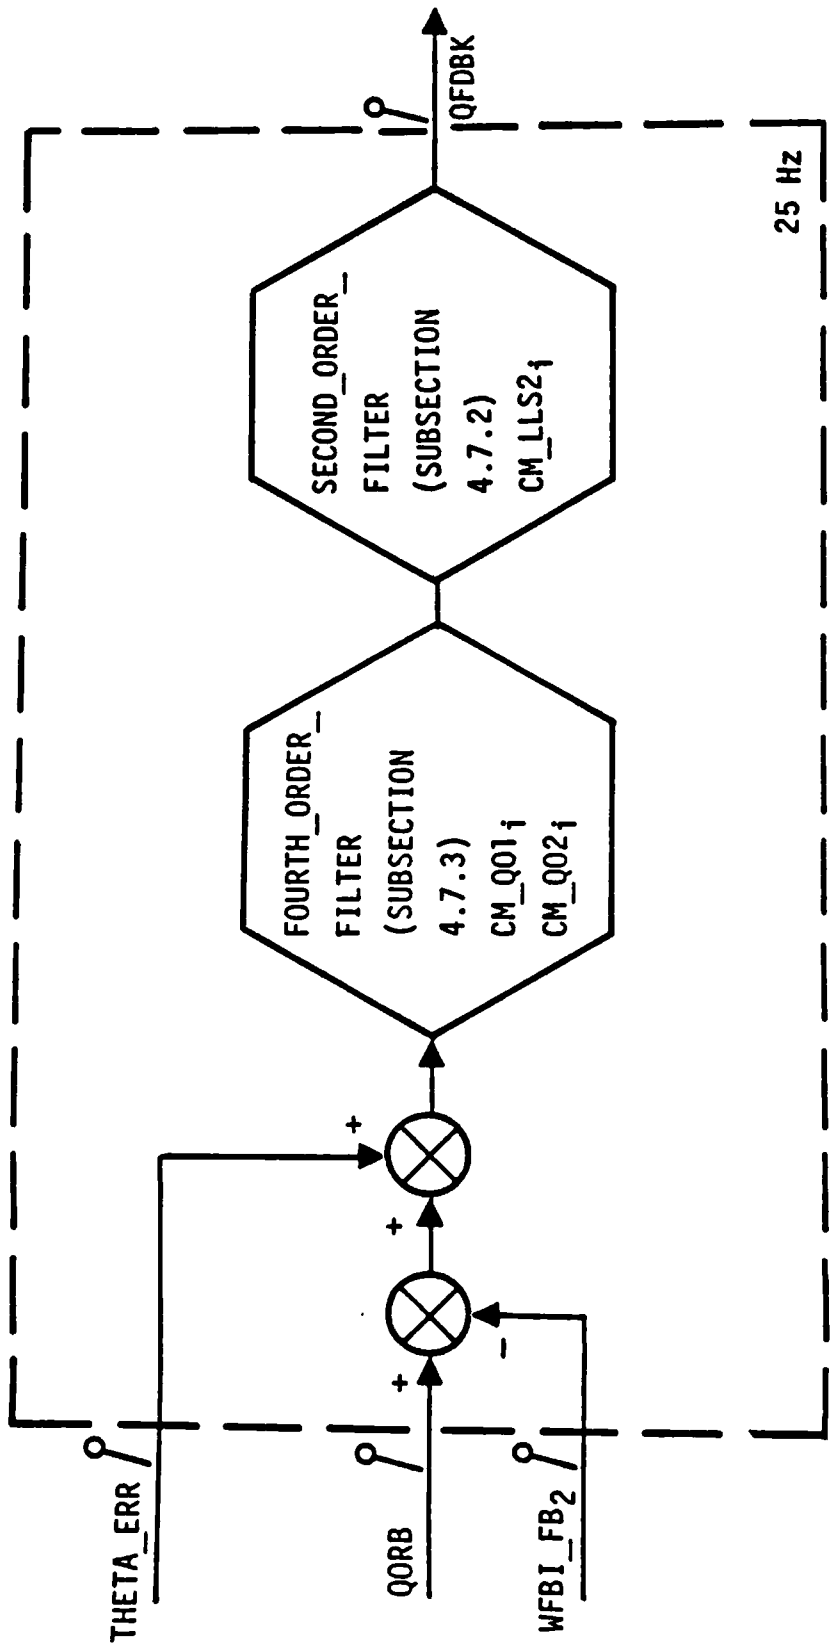 THETA_ERR
QORB
WFBI_FB2
+
-
+
+
FOURTH_ORDER_
FILTER
(SUBSECTION
4.7.3)
CM_QO1i
CM_QO2i
SECOND_ORDER_
FILTER
(SUBSECTION
4.7.2)
CM_LLS2i
QFDBK
25 Hz